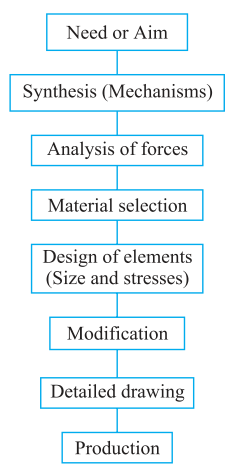 Need or Aim
Synthesis (Mechanisms)
Analysis of forces
Material selection
Design of elements
(Size and stresses)
Modification
Detailed drawing
Production